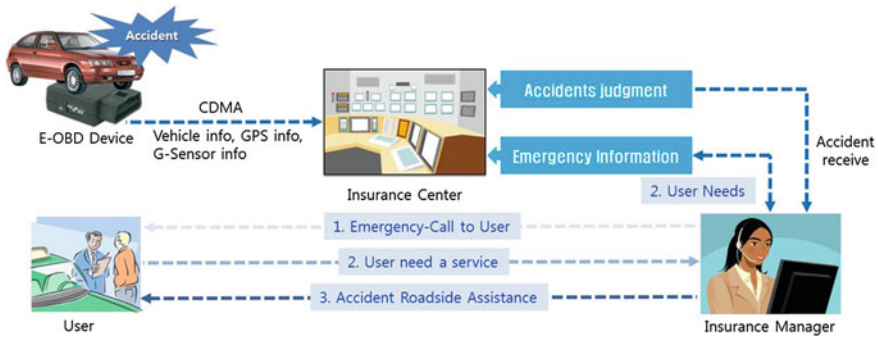 Accident
E-OBD Device
CDMA
Vehicle info, GPS info,
G-Sensor info
Insurance Center
Accidents judgment
Emergency Information
Accident
receive
2. User Needs
1. Emergency-Call to User
2. User need a service
3. Accident Roadside Assistance
User
Insurance Manager